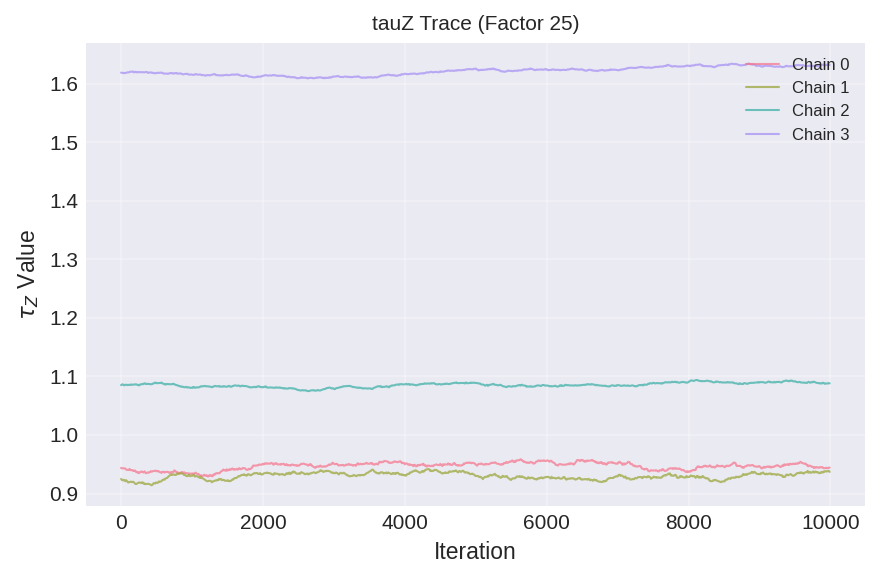 tauZ Trace (Factor 25)
Chain 0
Chain 1
Chain 2
Chain 3
1.6
1.5
1.4
1.3
1.2
1.1
1.0
0.9
τZ Value
0 2000 4000 6000 8000 10000
Iteration